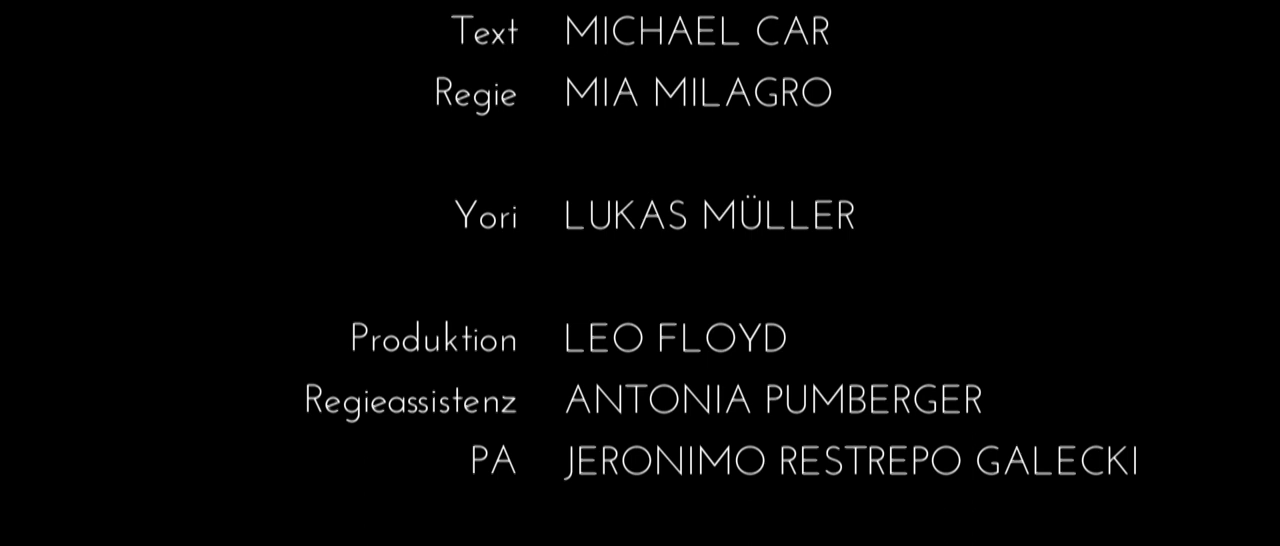 Text MICHAEL CAR
Regie MIA MILAGRO
Yori LUKAS MÜLLER
Produktion LEO FLOYD
Regieassistenz ANTONIA PUMBERGER
PA JERONIMO RESTREPO GALECKI